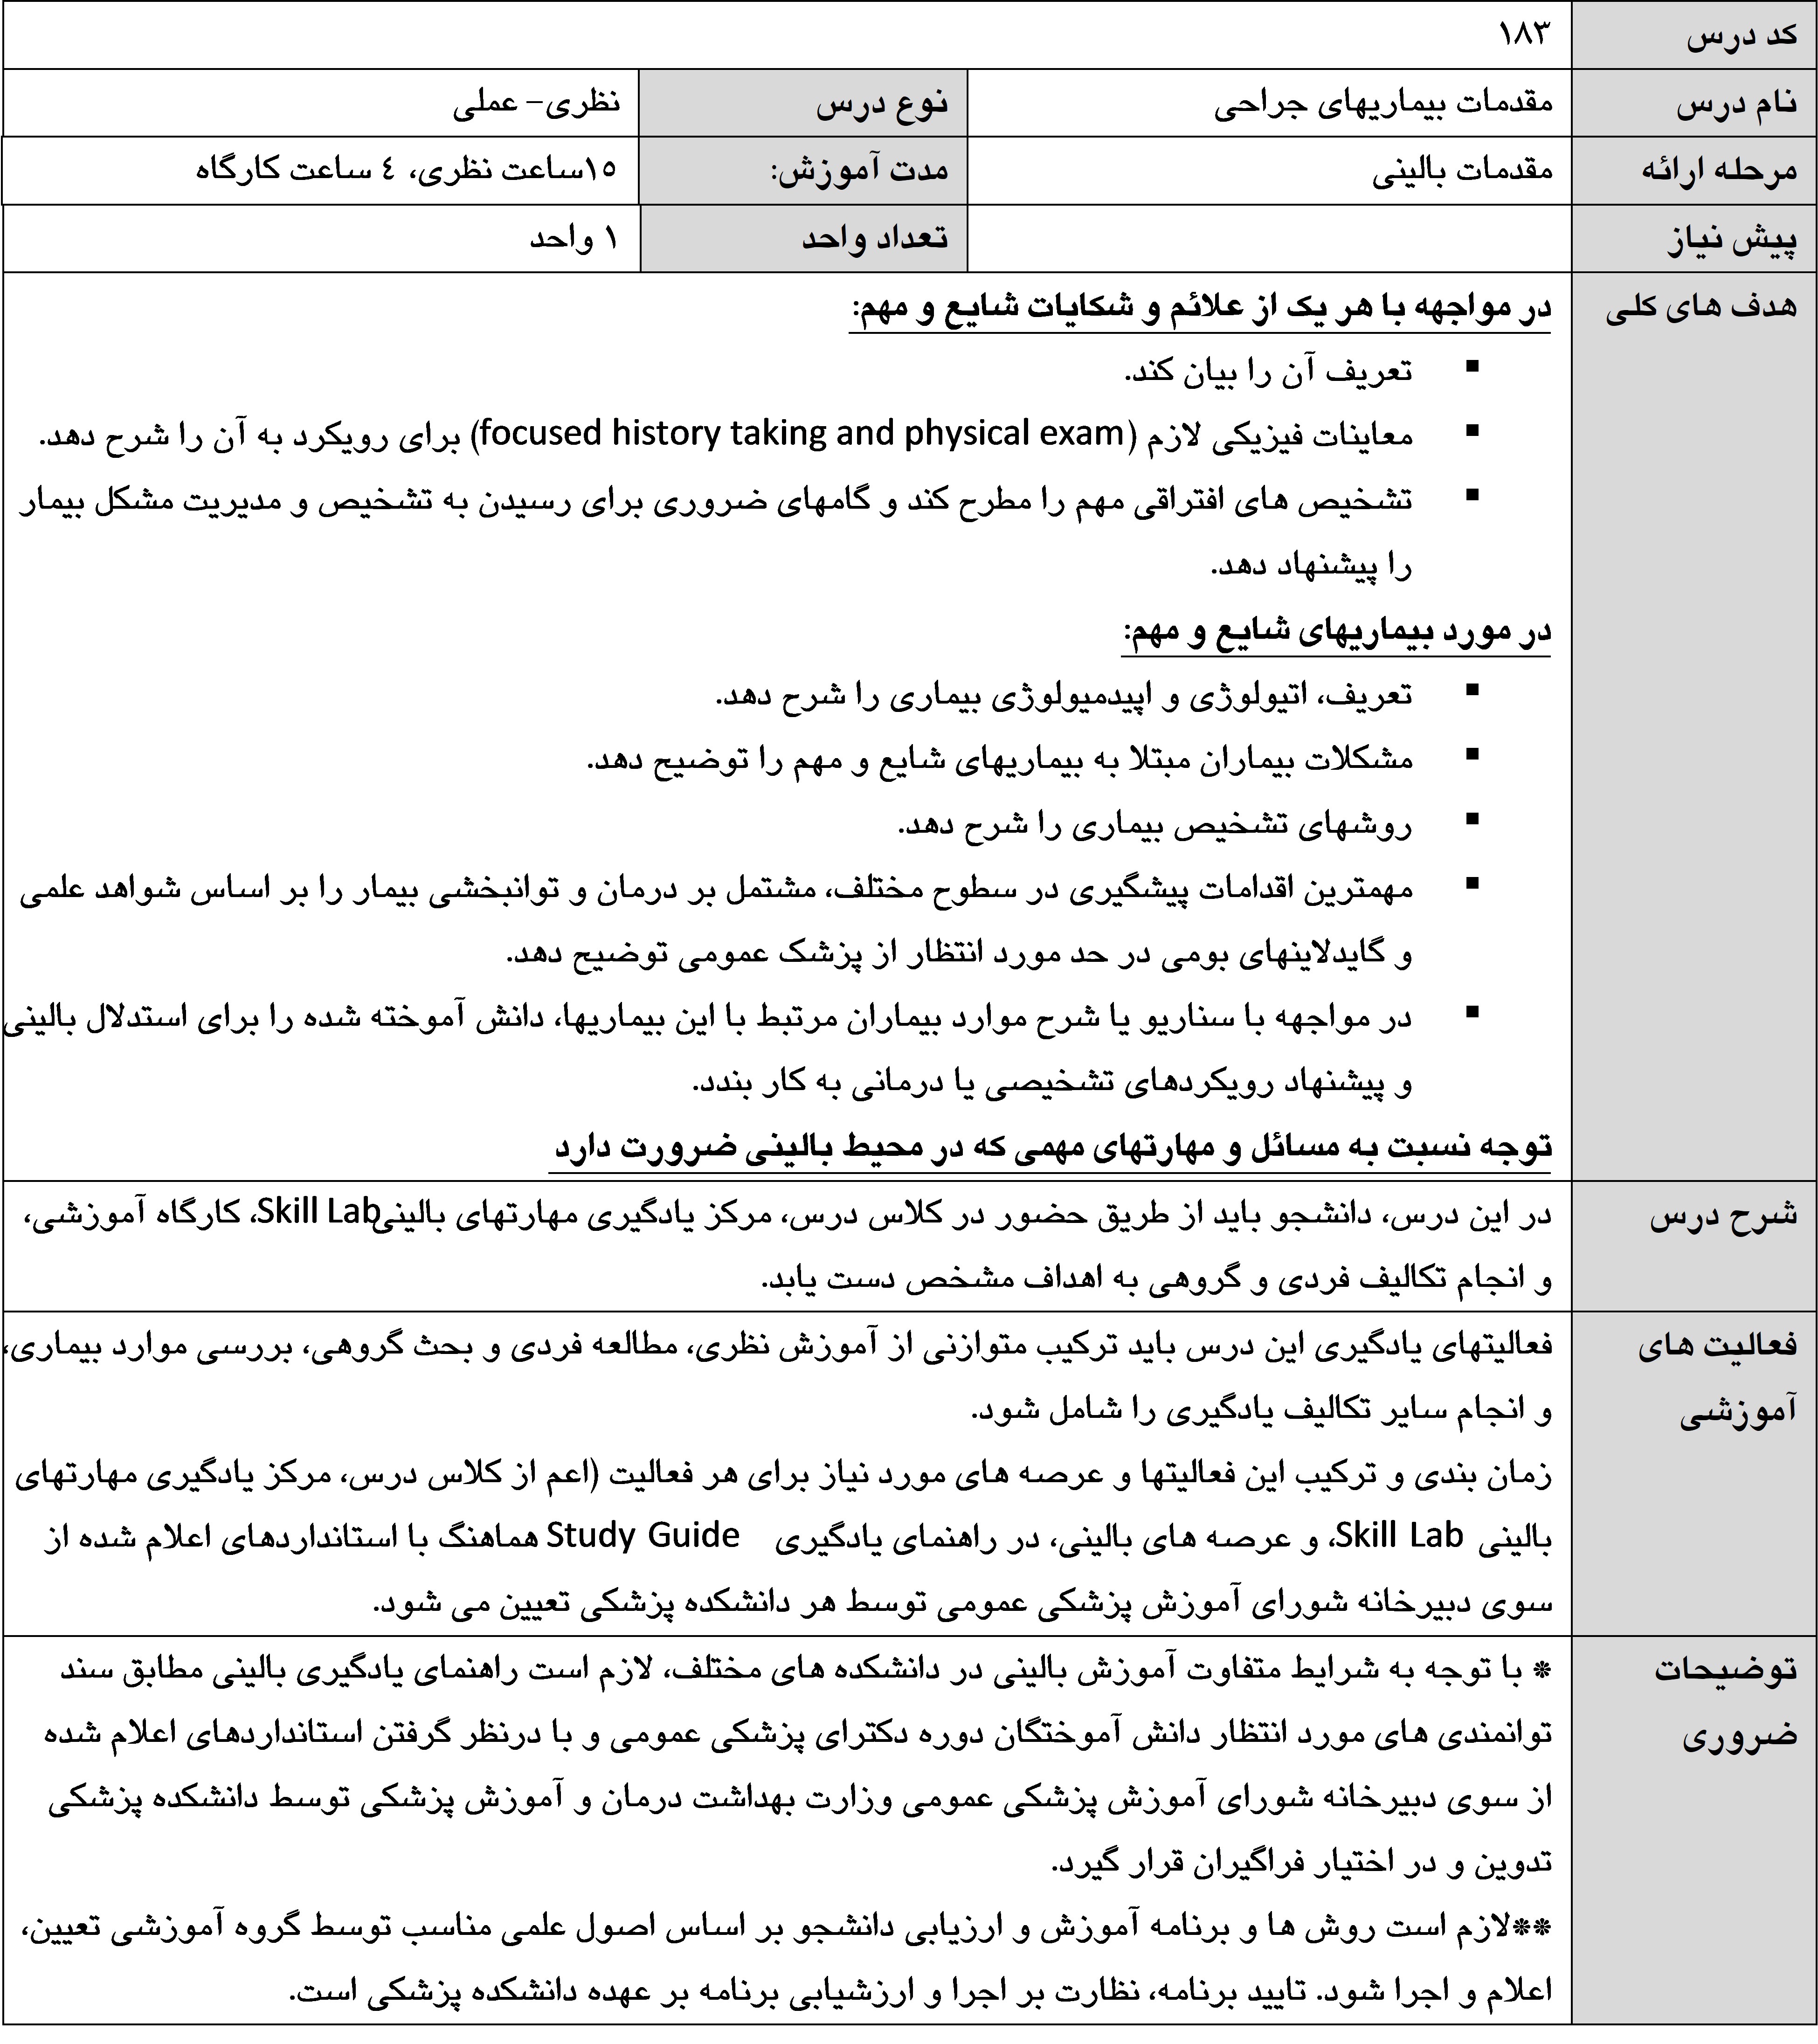 کد درس ۱۸۳
نام درس مقدمات بیماریهای جراحی نوع درس نظری– عملی
مرحله ارائه مقدمات بالینی مدت آموزش: ۱٥ساعت نظری، ٤ ساعت کارگاه
پیش نیاز تعداد واحد ۱ واحد
هدف های کلی
در مواجهه با هر یک از علائم و شکایات شایع و مهم:
▪ تعریف آن را بیان کند.
▪ معاینات فیزیکی لازم (focused history taking and physical exam) برای رویکرد به آن را شرح دهد.
▪ تشخیص های افتراقی مهم را مطرح کند و گامهای ضروری برای رسیدن به تشخیص و مدیریت مشکل بیمار
را پیشنهاد دهد.
در مورد بیماریهای شایع و مهم:
▪ تعریف، اتیولوژی و اپیدمیولوژی بیماری را شرح دهد.
▪ مشکلات بیماران مبتلا به بیماریهای شایع و مهم را توضیح دهد.
▪ روشهای تشخیص بیماری را شرح دهد.
▪ مهمترین اقدامات پیشگیری در سطوح مختلف، مشتمل بر درمان و توانبخشی بیمار را بر اساس شواهد علمی
و گایدلاینهای بومی در حد مورد انتظار از پزشک عمومی توضیح دهد.
▪ در مواجهه با سناریو یا شرح موارد بیماران مرتبط با این بیماریها، دانش آموخته شده را برای استدلال بالینی
و پیشنهاد رویکردهای تشخیصی یا درمانی به کار بندد.
توجه نسبت به مسائل و مهارتهای مهمی که در محیط بالینی ضرورت دارد
شرح درس
در این درس، دانشجو باید از طریق حضور در کلاس درس، مرکز یادگیری مهارتهای بالینیSkill Lab، کارگاه آموزشی،
و انجام تکالیف فردی و گروهی به اهداف مشخص دست یابد.
فعالیت های
آموزشی
فعالیتهای یادگیری این درس باید ترکیب متوازنی از آموزش نظری، مطالعه فردی و بحث گروهی، بررسی موارد بیماری،
و انجام سایر تکالیف یادگیری را شامل شود.
زمان بندی و ترکیب این فعالیتها و عرصه های مورد نیاز برای هر فعالیت (اعم از کلاس درس، مرکز یادگیری مهارتهای
بالینی Skill Lab، و عرصه های بالینی، در راهنمای یادگیری Study Guide هماهنگ با استانداردهای اعلام شده از
سوی دبیرخانه شورای آموزش پزشکی عمومی توسط هر دانشکده پزشکی تعیین می شود.
توضیحات
ضروری
* با توجه به شرایط متفاوت آموزش بالینی در دانشکده های مختلف، لازم است راهنمای یادگیری بالینی مطابق سند
توانمندی های مورد انتظار دانش آموختگان دوره دکترای پزشکی عمومی و با درنظر گرفتن استانداردهای اعلام شده
از سوی دبیرخانه شورای آموزش پزشکی عمومی وزارت بهداشت درمان و آموزش پزشکی توسط دانشکده پزشکی
تدوین و در اختیار فراگیران قرار گیرد.
**لازم است روش ها و برنامه آموزش و ارزیابی دانشجو بر اساس اصول علمی مناسب توسط گروه آموزشی تعیین،
اعلام و اجرا شود. تایید برنامه، نظارت بر اجرا و ارزشیابی برنامه بر عهده دانشکده پزشکی است.